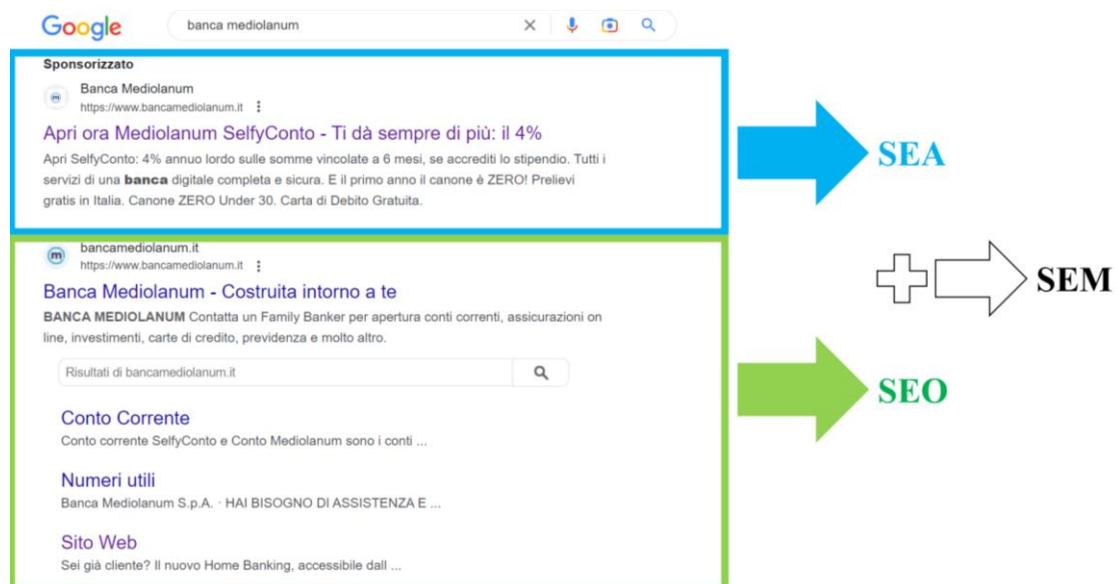 Google
banca mediolanum
Sponsorizzato
Banca Mediolanum
https://www.bancamediolanum.it
Apri ora Mediolanum SelfyConto - Ti dà sempre di più: il 4%
Apri SelfyConto: 4% annuo lordo sulle somme vincolate a 6 mesi, se accrediti lo stipendio. Tutti i
servizi di una banca digitale completa e sicura. E il primo anno il canone è ZERO! Prelievi
gratis in Italia. Canone ZERO Under 30. Carta di Debito Gratuita.
SEA
bancamediolanum.it
https://www.bancamediolanum.it
Banca Mediolanum - Costruita intorno a te
BANCA MEDIOLANUM Contatta un Family Banker per apertura conti correnti, assicurazioni on
line, investimenti, carte di credito, previdenza e molto altro.
SEM
Risultati di bancamediolanum.it
SEO
Conto Corrente
Conto corrente SelfyConto e Conto Mediolanum sono i conti ...
Numeri utili
Banca Mediolanum S.p.A. · HAI BISOGNO DI ASSISTENZA E ...
Sito Web
Sei già cliente? Il nuovo Home Banking, accessibile dall ...